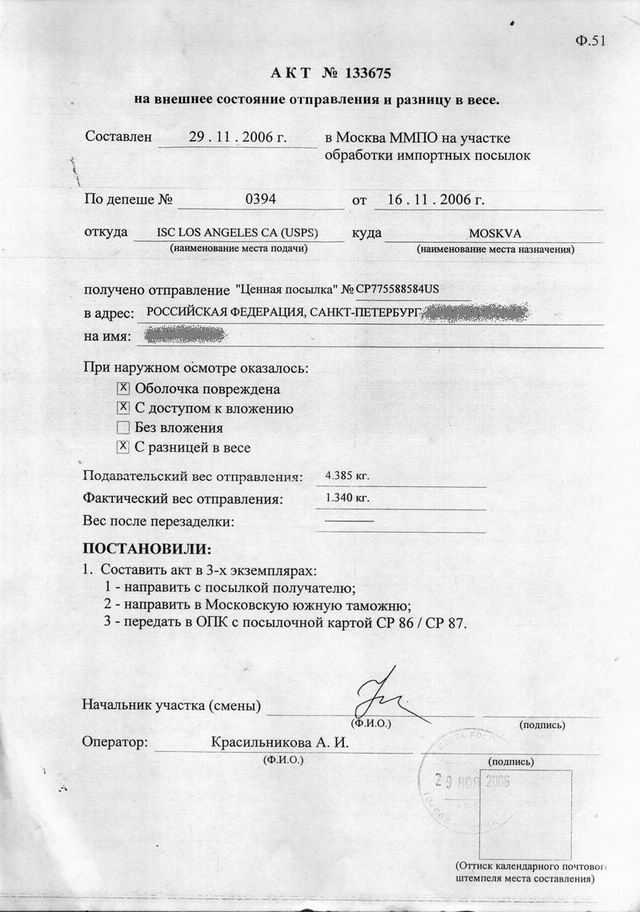 Ф.51
АКТ № 133675
на внешнее состояние отправления и разницу в весе.
Составлен 29 . 11 . 2006 г. в Москва ММПО на участке
обработки импортных посылок
По депеше № 0394 от 16 . 11 . 2006 г.
откуда ISC LOS ANGELES CA (USPS) куда MOSKVA
(наименование места подачи) (наименование места назначения)
получено отправление "Ценная посылка" № CP775588584US
в адрес: РОССИЙСКАЯ ФЕДЕРАЦИЯ, САНКТ-ПЕТЕРБУРГ,
на имя:
При наружном осмотре оказалось:
X Оболочка повреждена
X С доступом к вложению
Без вложения
X С разницей в весе
Подавательский вес отправления: 4.385 кг.
Фактический вес отправления: 1.340 кг.
Вес после перезаделки:
ПОСТАНОВИЛИ:
1. Составить акт в 3-х экземплярах:
1 - направить с посылкой получателю;
2 - направить в Московскую южную таможню;
3 - передать в ОПК с посылочной картой CP 86 / CP 87.
Начальник участка (смены)
(Ф.И.О.) (подпись)
Оператор: Красильникова А. И.
(Ф.И.О.) (подпись)
29 НОЯ 2006
(Оттиск календарного почтового
штемпеля места составления)